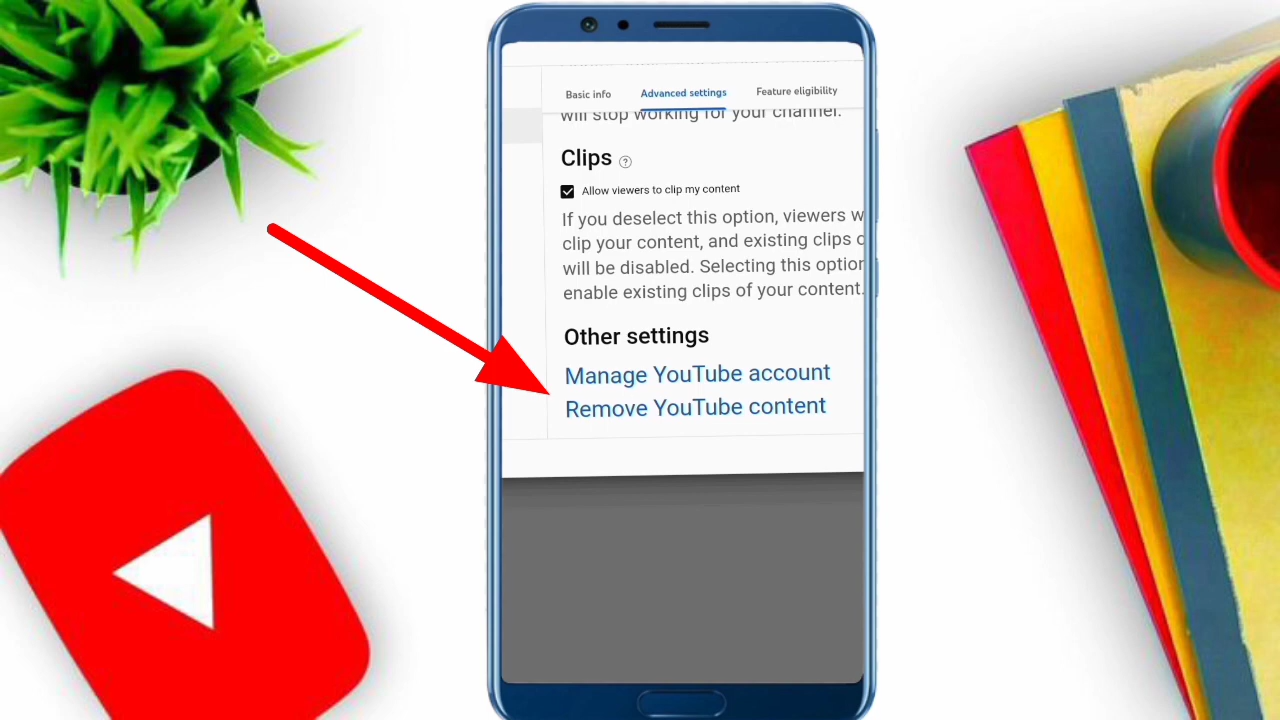 Basic info Advanced settings Feature eligibility
will stop working for your channel.
Clips ?
Allow viewers to clip my content
If you deselect this option, viewers w
clip your content, and existing clips
will be disabled. Selecting this option
enable existing clips of your content.
Other settings
Manage YouTube account
Remove YouTube content